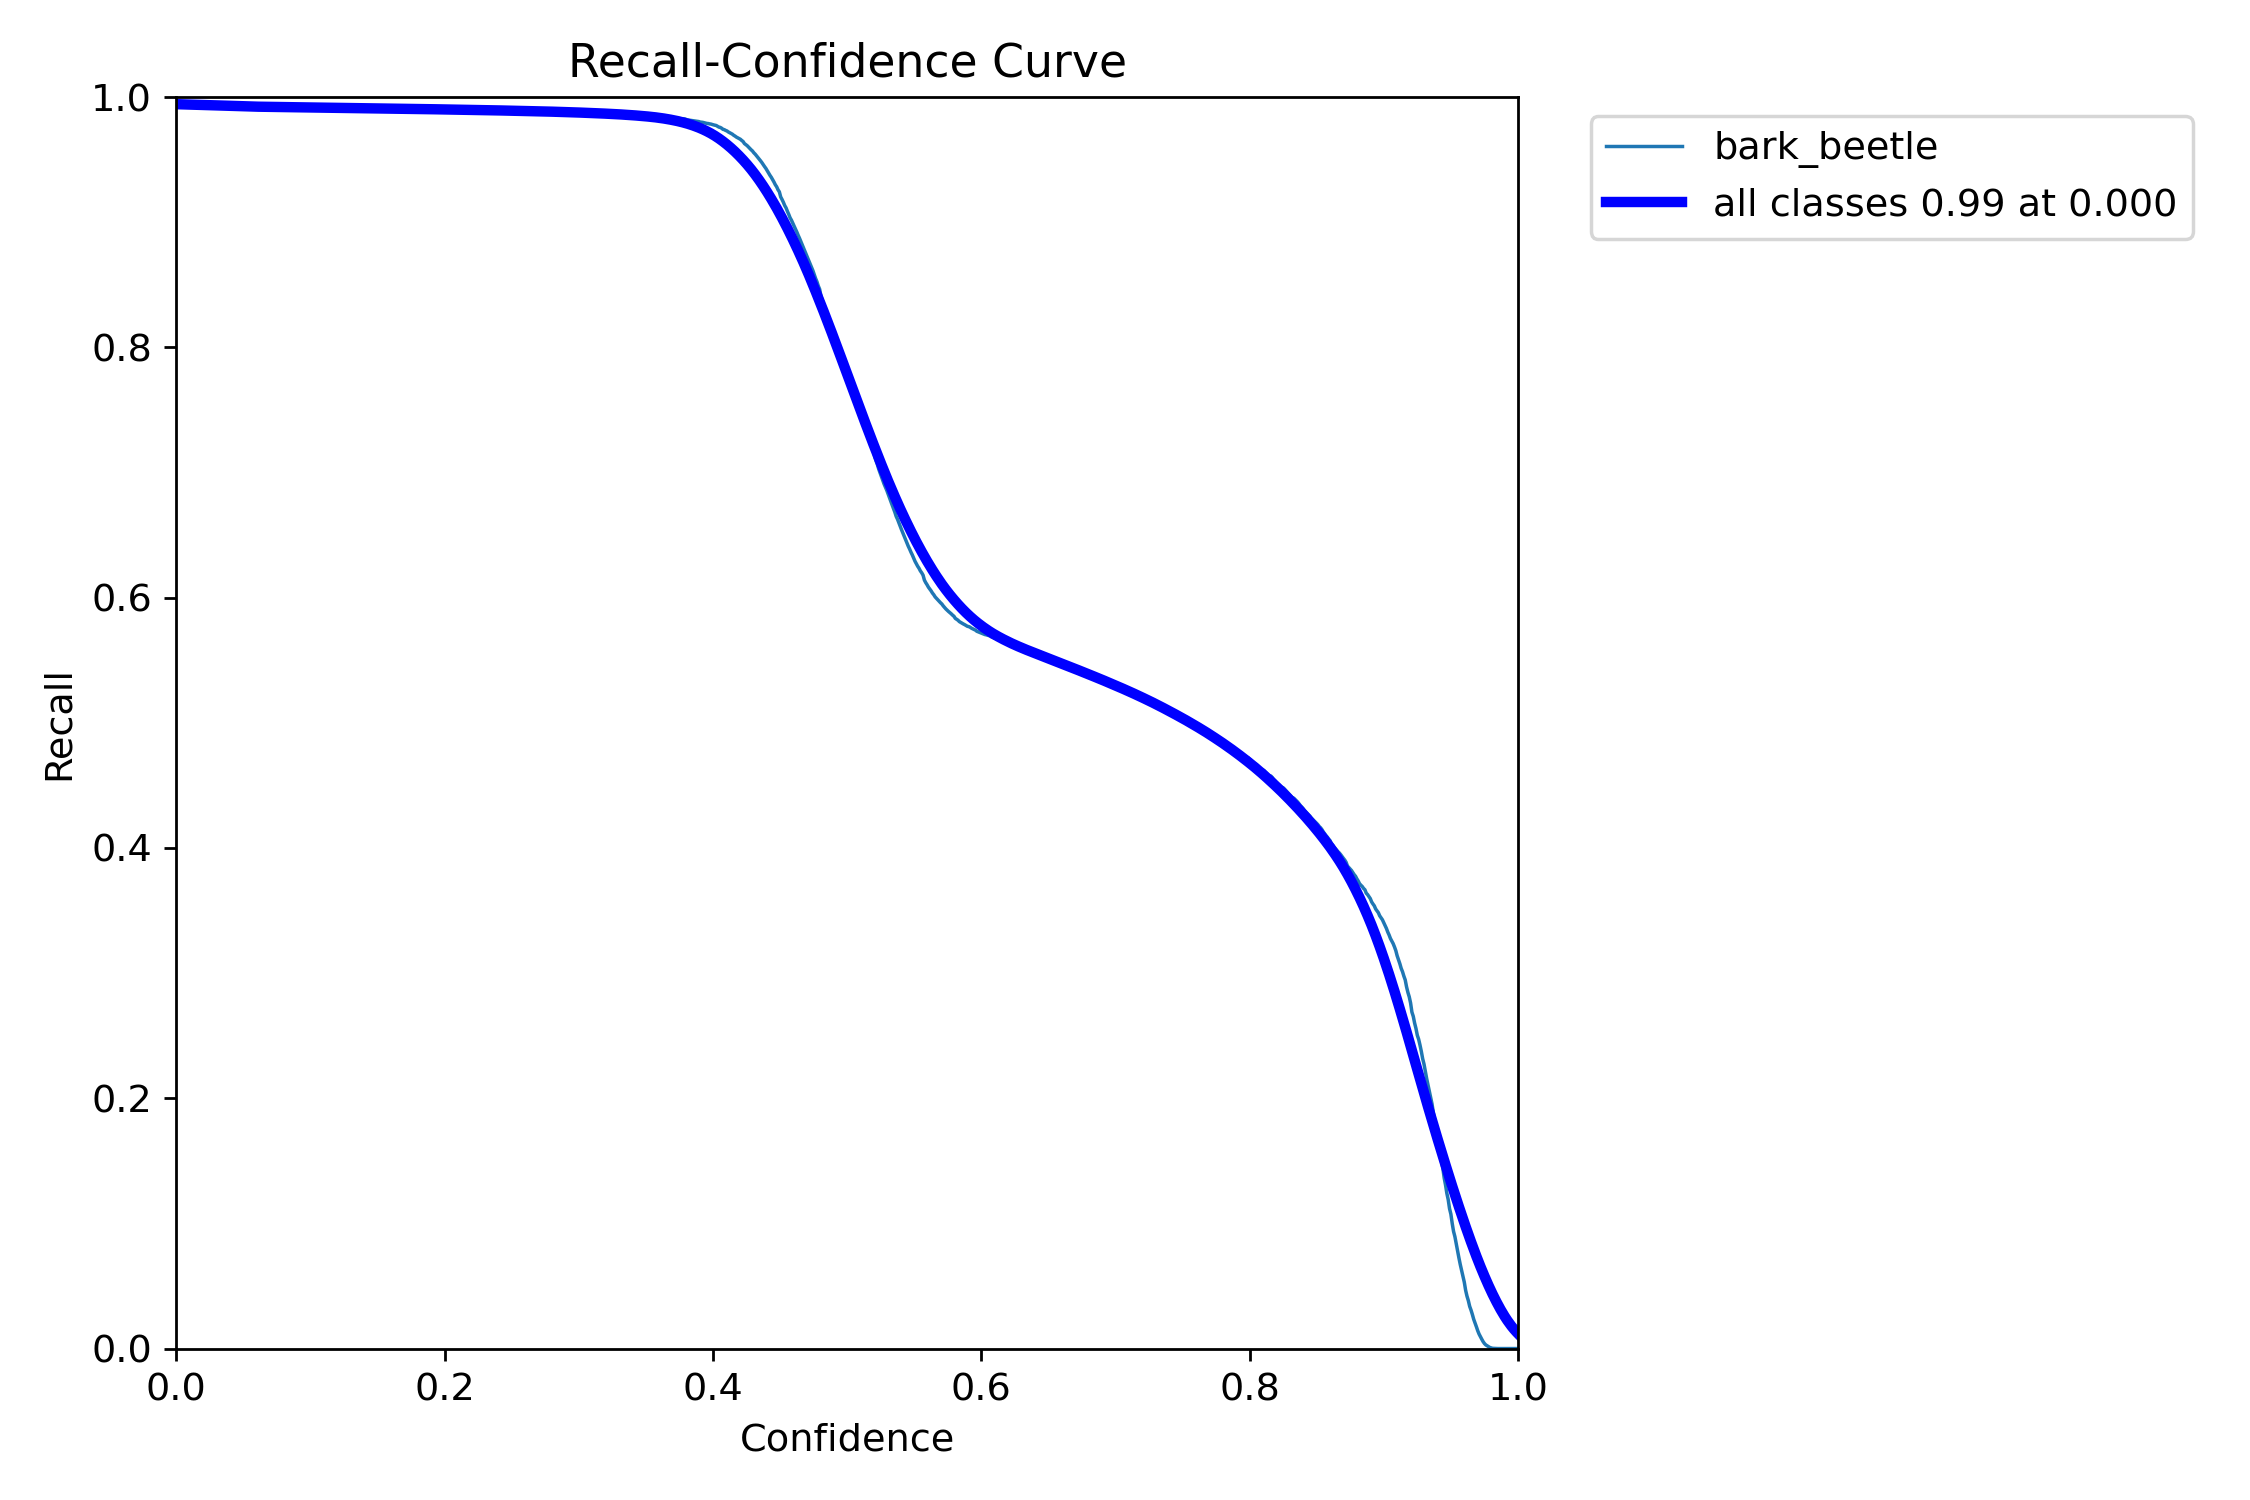 Recall-Confidence Curve
1.0
0.8
0.6
0.4
0.2
0.0
Recall
0.0 0.2 0.4 0.6 0.8 1.0
Confidence
bark_beetle
all classes 0.99 at 0.000